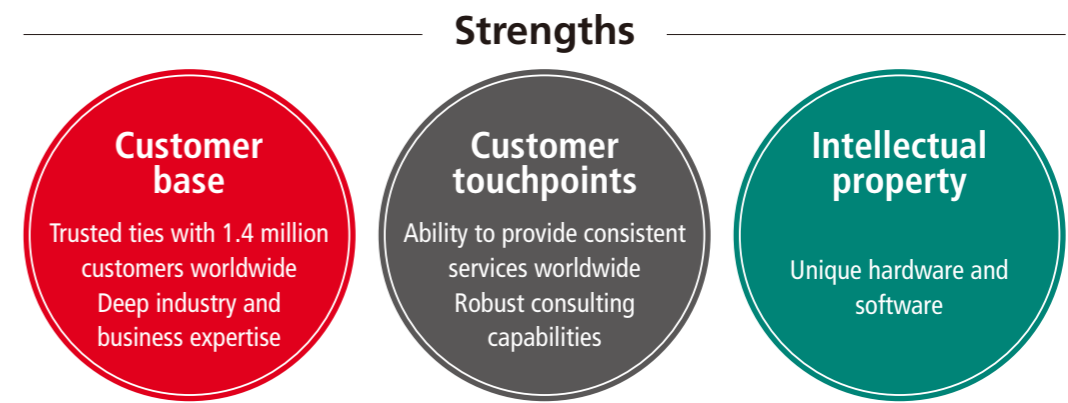 Strengths
Customer
base
Trusted ties with 1.4 million
customers worldwide
Deep industry and
business expertise
Customer
touchpoints
Ability to provide consistent
services worldwide
Robust consulting
capabilities
Intellectual
property
Unique hardware and
software